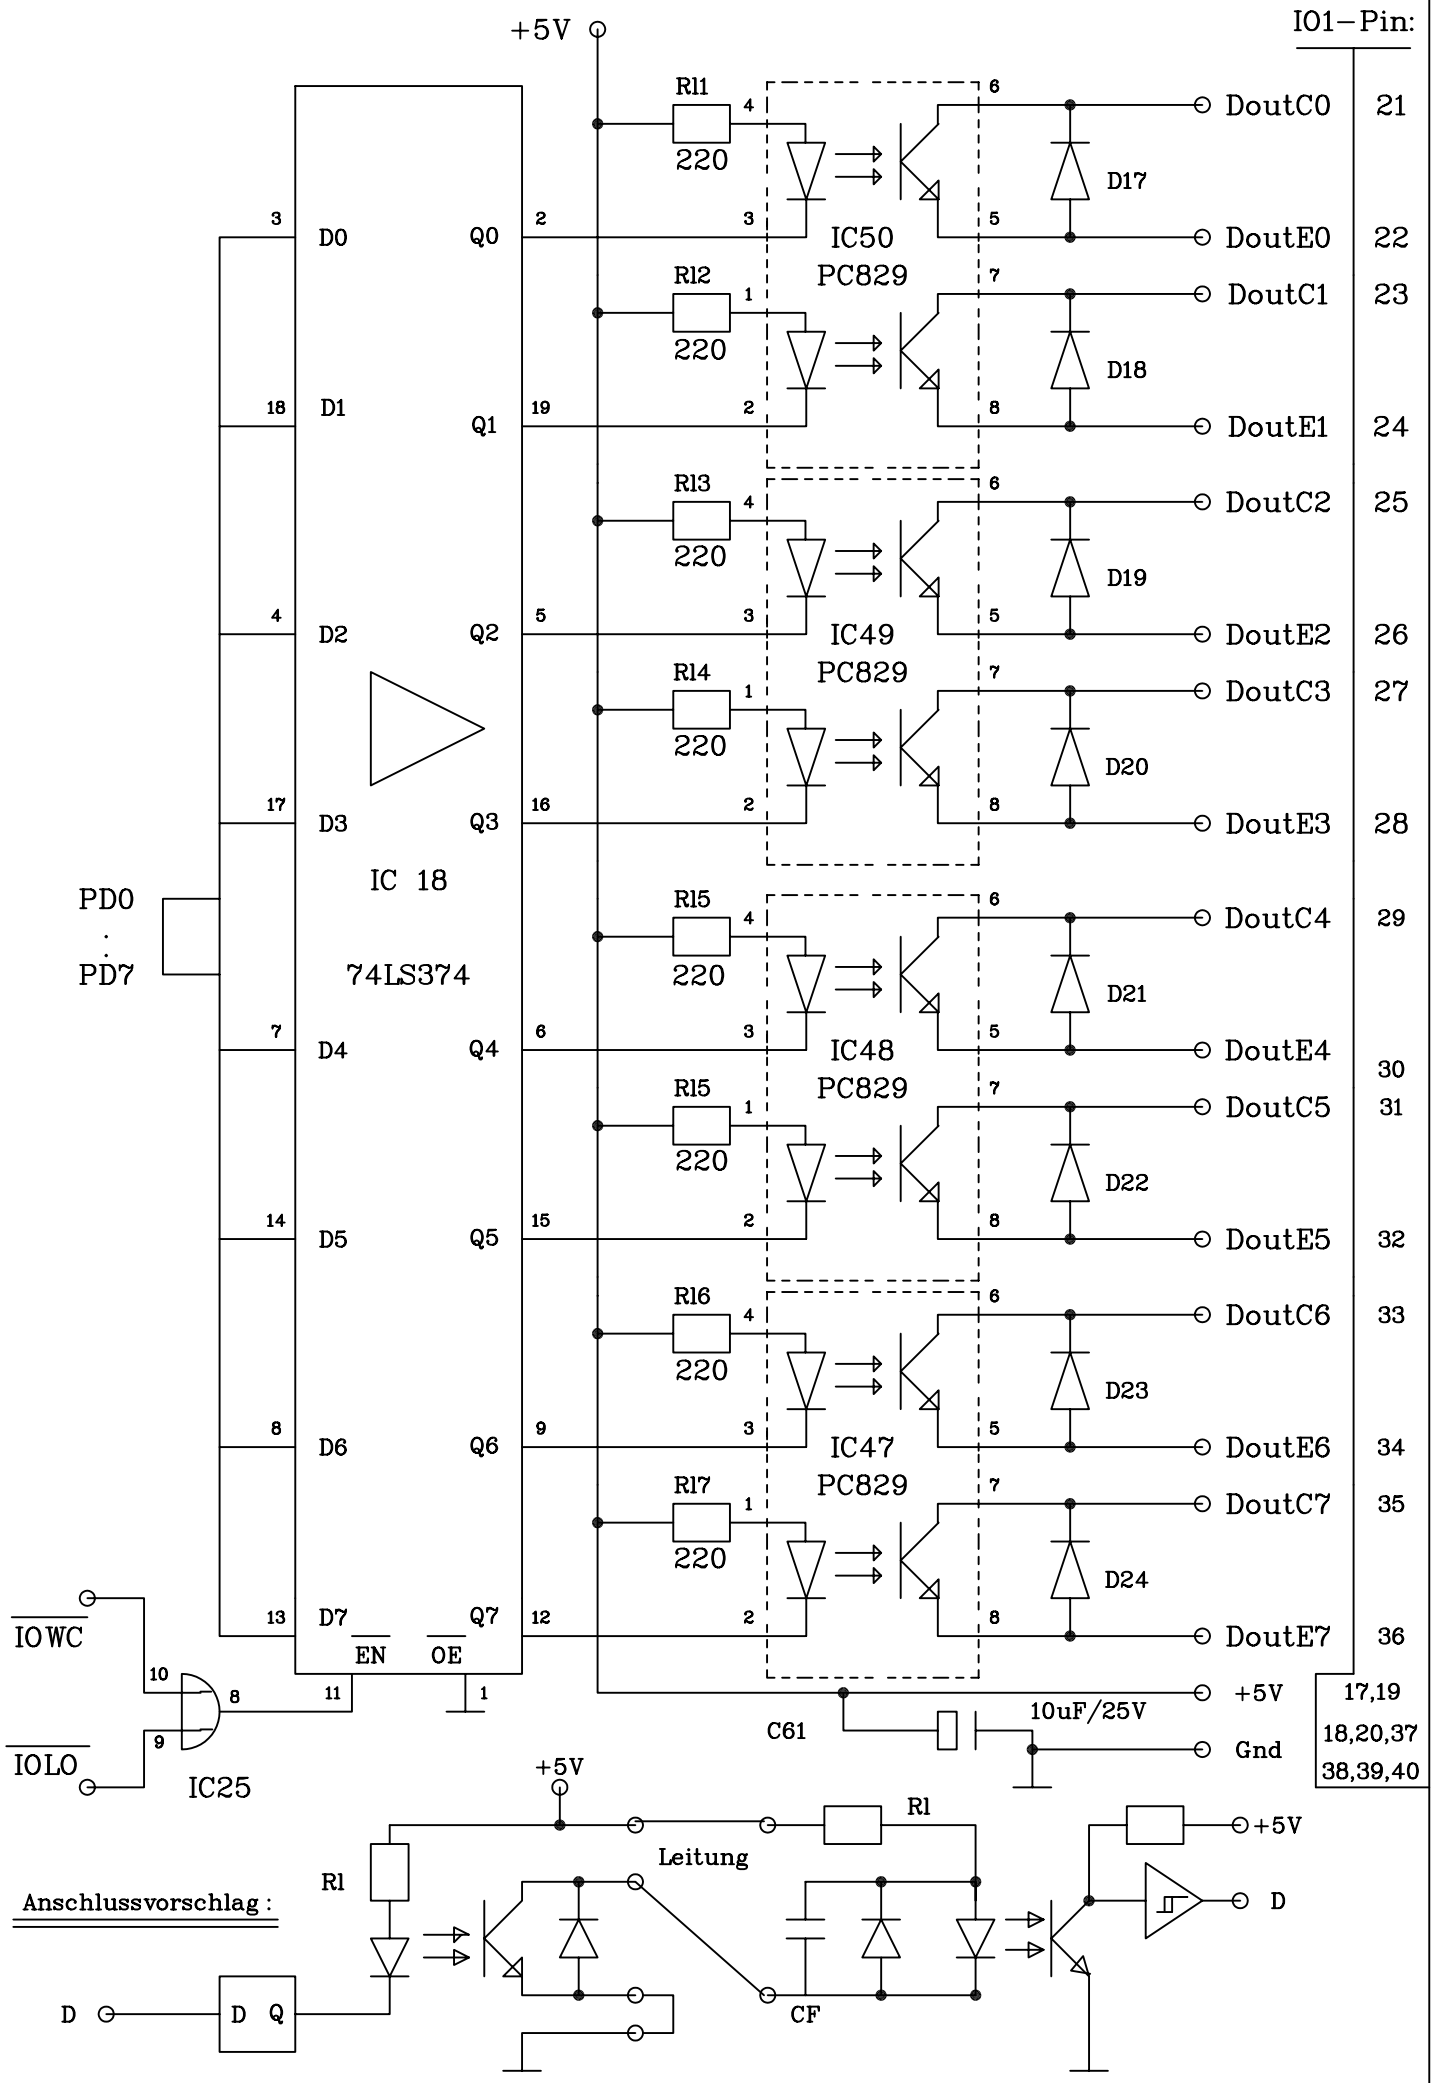 IO1-Pin:
+5V
Rl1
4
6
DoutC0 21
220
D17
3
D0
Q0
2
3
IC50
5
DoutE0 22
PC829
Rl2
1
7
DoutC1 23
220
D18
18
D1
Q1
19
2
8
DoutE1 24
Rl3
4
6
DoutC2 25
220
D19
4
D2
Q2
5
3
IC49
5
DoutE2 26
PC829
Rl4
1
7
DoutC3 27
220
D20
17
D3
Q3
16
2
8
DoutE3 28
IC 18
PD0
.
.
PD7
74LS374
Rl5
4
6
DoutC4 29
220
D21
7
D4
Q4
6
3
IC48
5
DoutE4
30
PC829
Rl5
1
7
DoutC5 31
220
D22
14
D5
Q5
15
2
8
DoutE5 32
Rl6
4
6
DoutC6 33
220
D23
8
D6
Q6
9
3
IC47
5
DoutE6 34
PC829
Rl7
1
7
DoutC7 35
220
D24
13
D7
Q7
12
2
8
DoutE7 36
IOWC
EN
OE
10
8
11
1
9
IOLO
IC25
+5V 17,19
10uF/25V
C61
18,20,37
Gnd
38,39,40
+5V
Rl
+5V
Leitung
Rl
Anschlussvorschlag :
D
D
D Q
CF